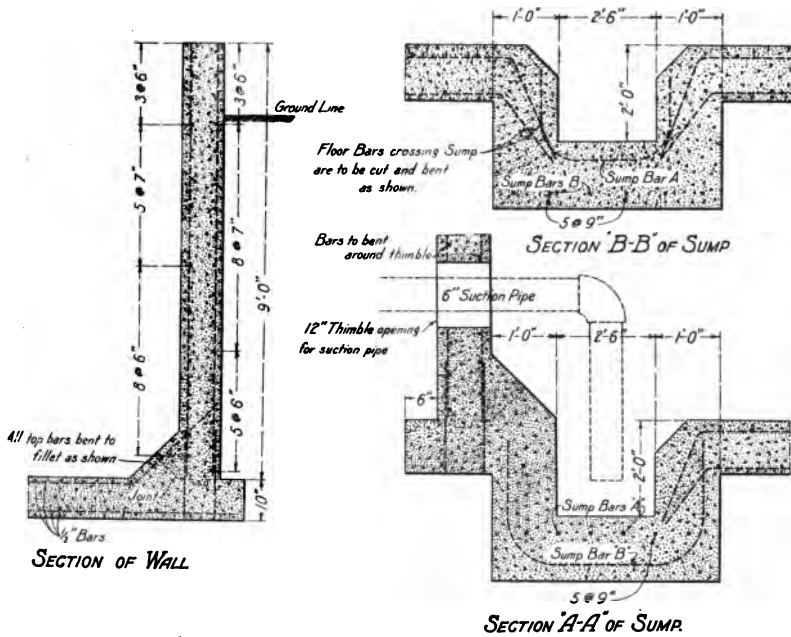 3@6"
5@7"
8@6"
3@6"
8@7"
5@6"
9'-0"
10"
Ground Line
All top bars bent to
fillet as shown
Joint
1/2" Bars
SECTION OF WALL
1'-0"
2'-6"
1'-0"
2'-0"
Floor Bars crossing Sump
are to be cut and bent
as shown.
Sump Bars B
Sump Bar A
5@9"
SECTION "B-B" OF SUMP
Bars to bent
around thimble
6" Suction Pipe
12" Thimble opening
for suction pipe
1'-0"
2'-6"
1'-0"
6"
2'-0"
Sump Bars "A"
Sump Bar "B"
5@9"
SECTION "A-A" OF SUMP.